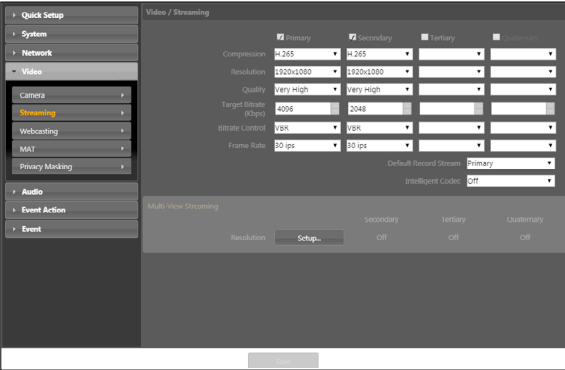 Quick Setup
Video / Streaming
System
Primary Secondary Tertiary Quaternary
Network
Compression H.265 H.265
Video
Resolution 1920x1080 1920x1080
Quality Very High Very High
Camera
Target Bitrate (Kbps) 4096 2048
Streaming
Bitrate Control VBR VBR
Webcasting
Frame Rate 30 ips 30 ips
MAT
Default Record Stream Primary
Privacy Masking
Intelligent Codec Off
Audio
Event Action
Multi-View Streaming
Secondary Tertiary Quaternary
Event
Resolution Setup... Off Off Off
Save